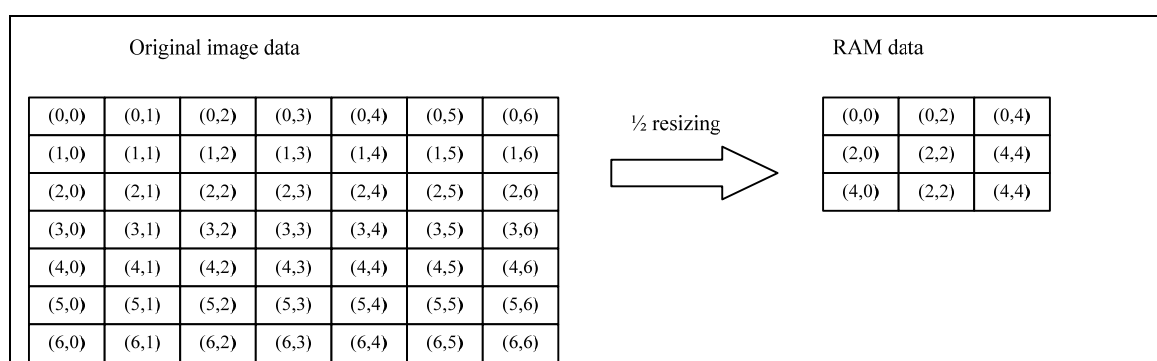 Original image data RAM data
(0,0) (0,1) (0,2) (0,3) (0,4) (0,5) (0,6) ½ resizing (0,0) (0,2) (0,4)
(1,0) (1,1) (1,2) (1,3) (1,4) (1,5) (1,6) (2,0) (2,2) (4,4)
(2,0) (2,1) (2,2) (2,3) (2,4) (2,5) (2,6) (4,0) (2,2) (4,4)
(3,0) (3,1) (3,2) (3,3) (3,4) (3,5) (3,6)
(4,0) (4,1) (4,2) (4,3) (4,4) (4,5) (4,6)
(5,0) (5,1) (5,2) (5,3) (5,4) (5,5) (5,6)
(6,0) (6,1) (6,2) (6,3) (6,4) (6,5) (6,6)